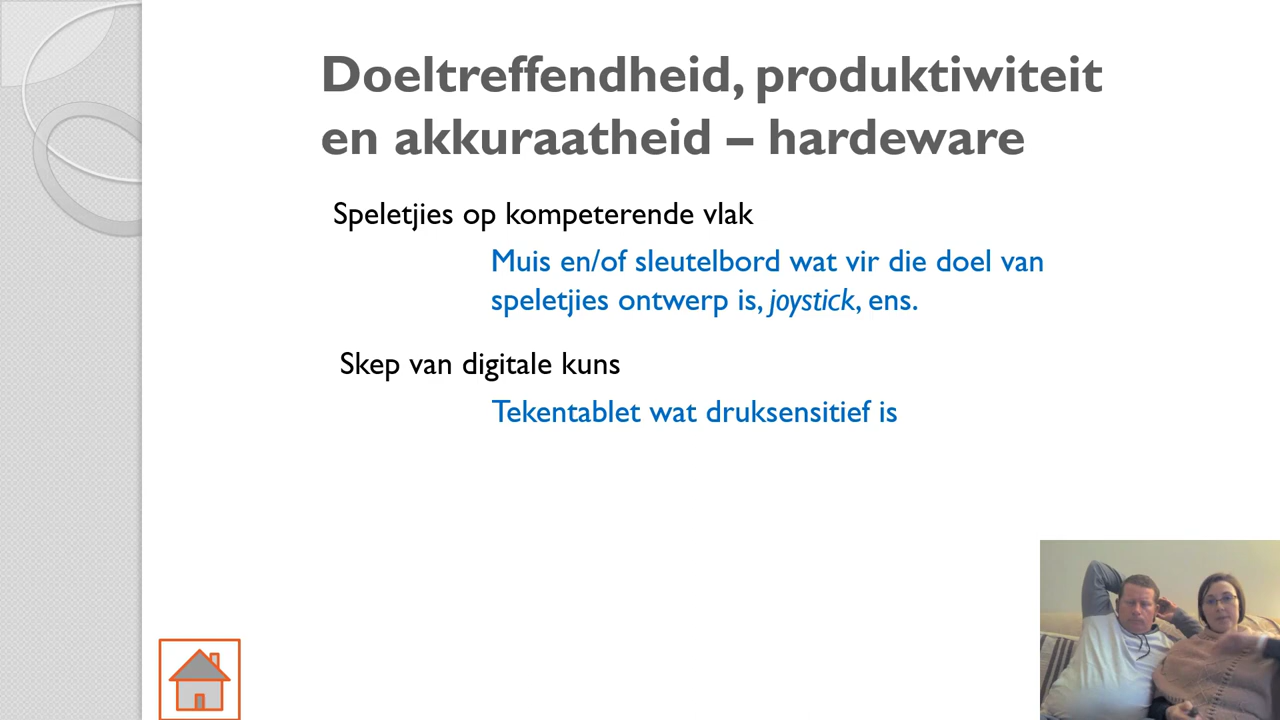 Doeltreffendheid, produktiwiteit
en akkuraatheid – hardeware
Speletjies op kompeterende vlak
Muis en/of sleutelbord wat vir die doel van
speletjies ontwerp is, joystick, ens.
Skep van digitale kuns
Tekentablet wat druksensitief is